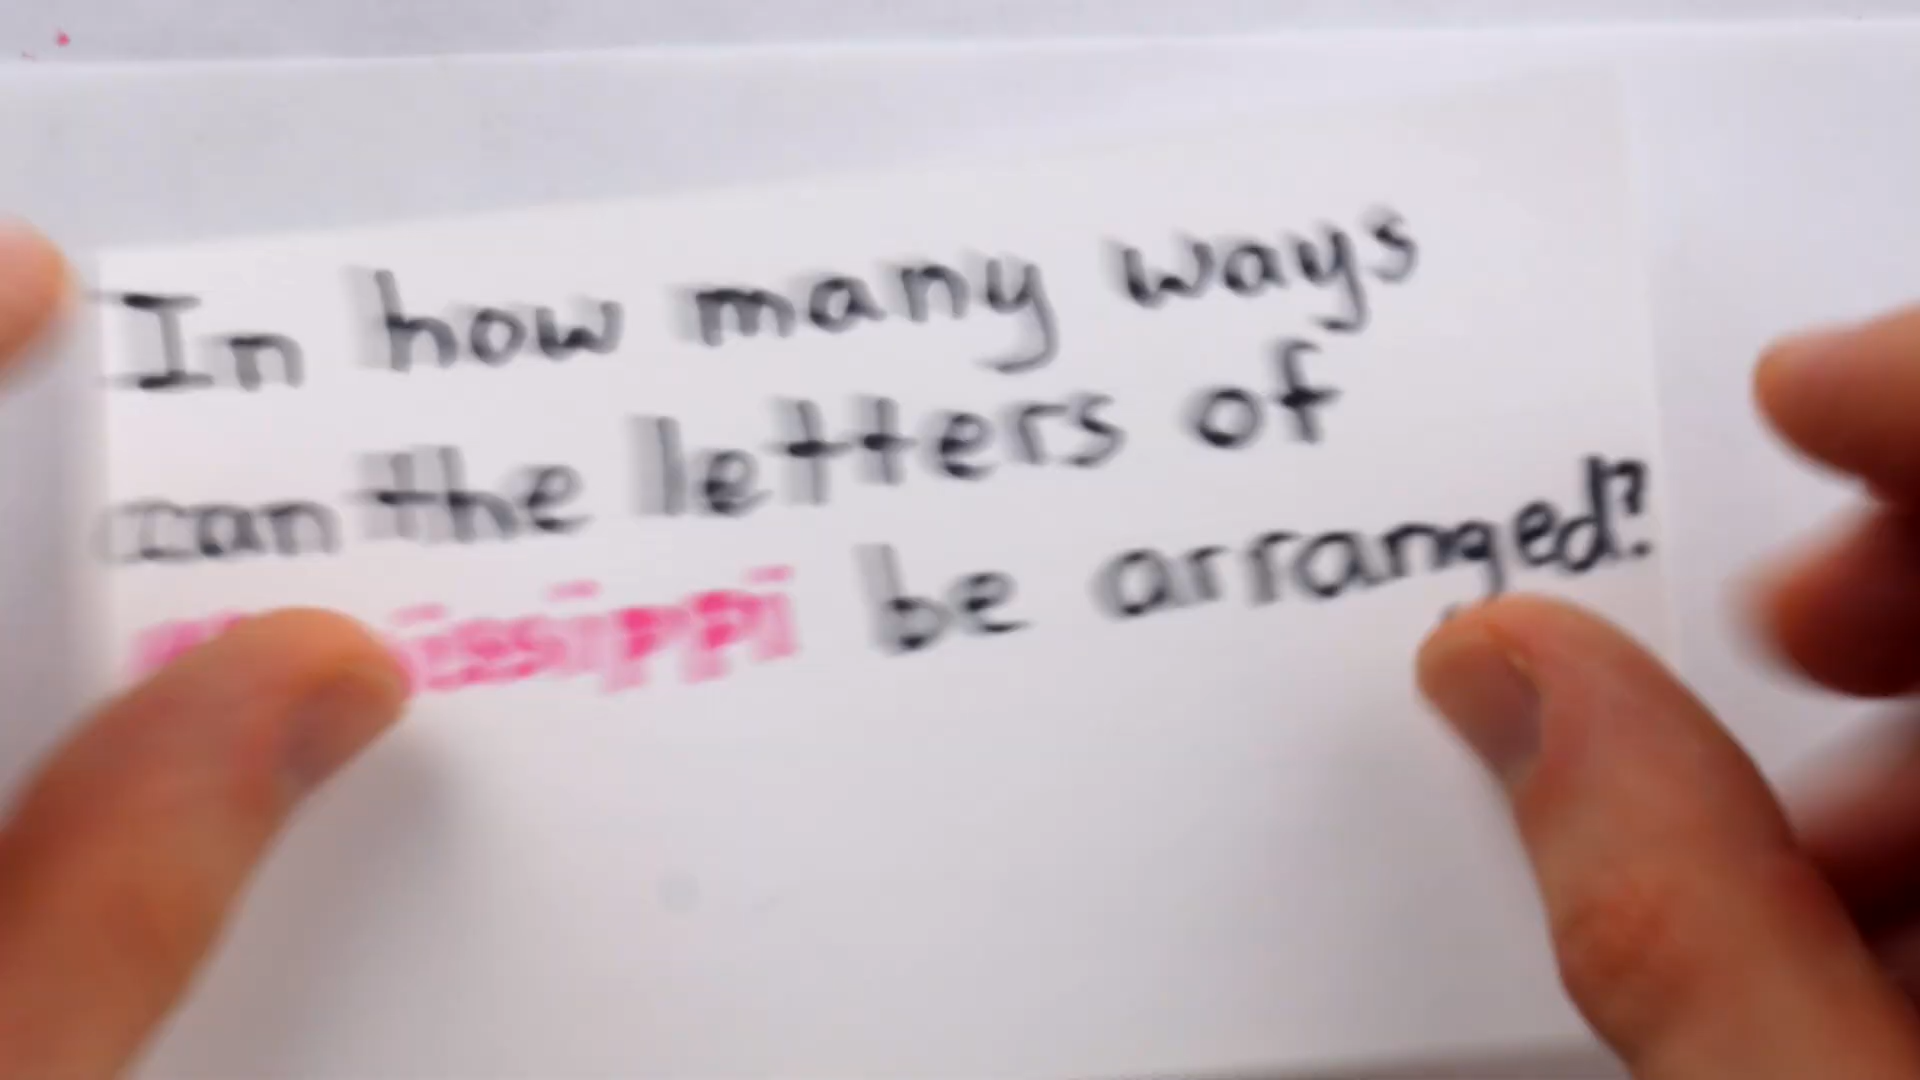 In how many ways
can the letters of
be arranged?